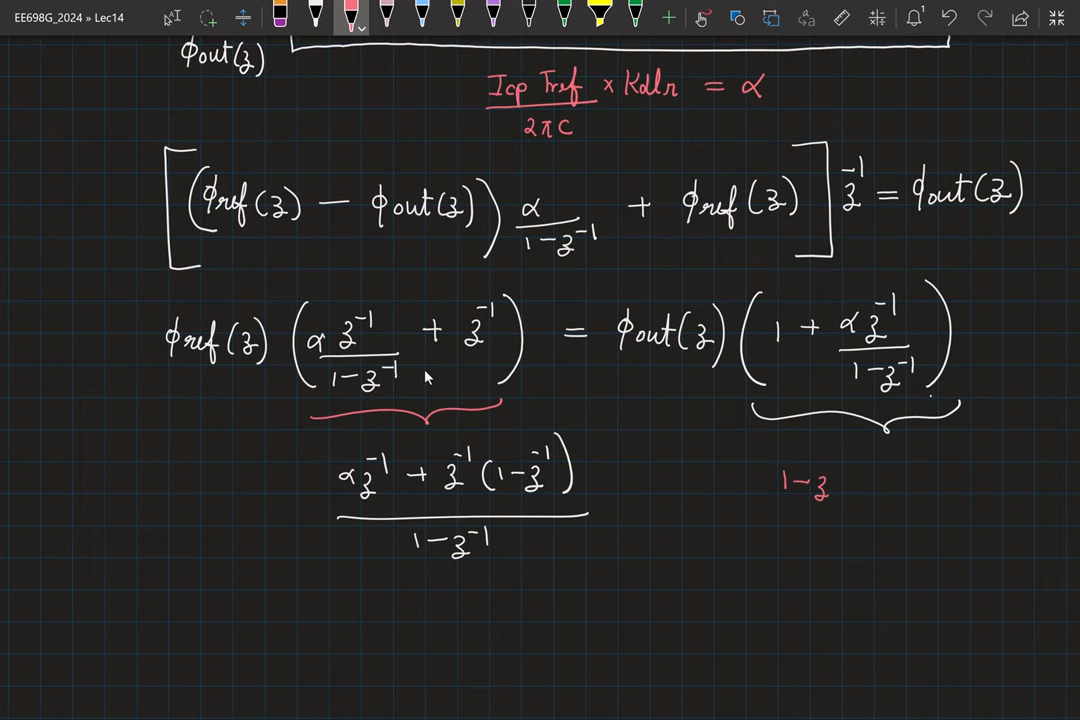 EE698G_2024 » Lec14
ϕout(z)
Icp Tref / 2πC × Kdlr = α
[(ϕref(z) − ϕout(z)) α / 1−z⁻¹ + ϕref(z)] z⁻¹ = ϕout(z)
ϕref(z) (αz⁻¹ / 1−z⁻¹ + z⁻¹) = ϕout(z) (1 + αz⁻¹ / 1−z⁻¹)
αz⁻¹ + z⁻¹(1−z⁻¹) / 1−z⁻¹
1−z